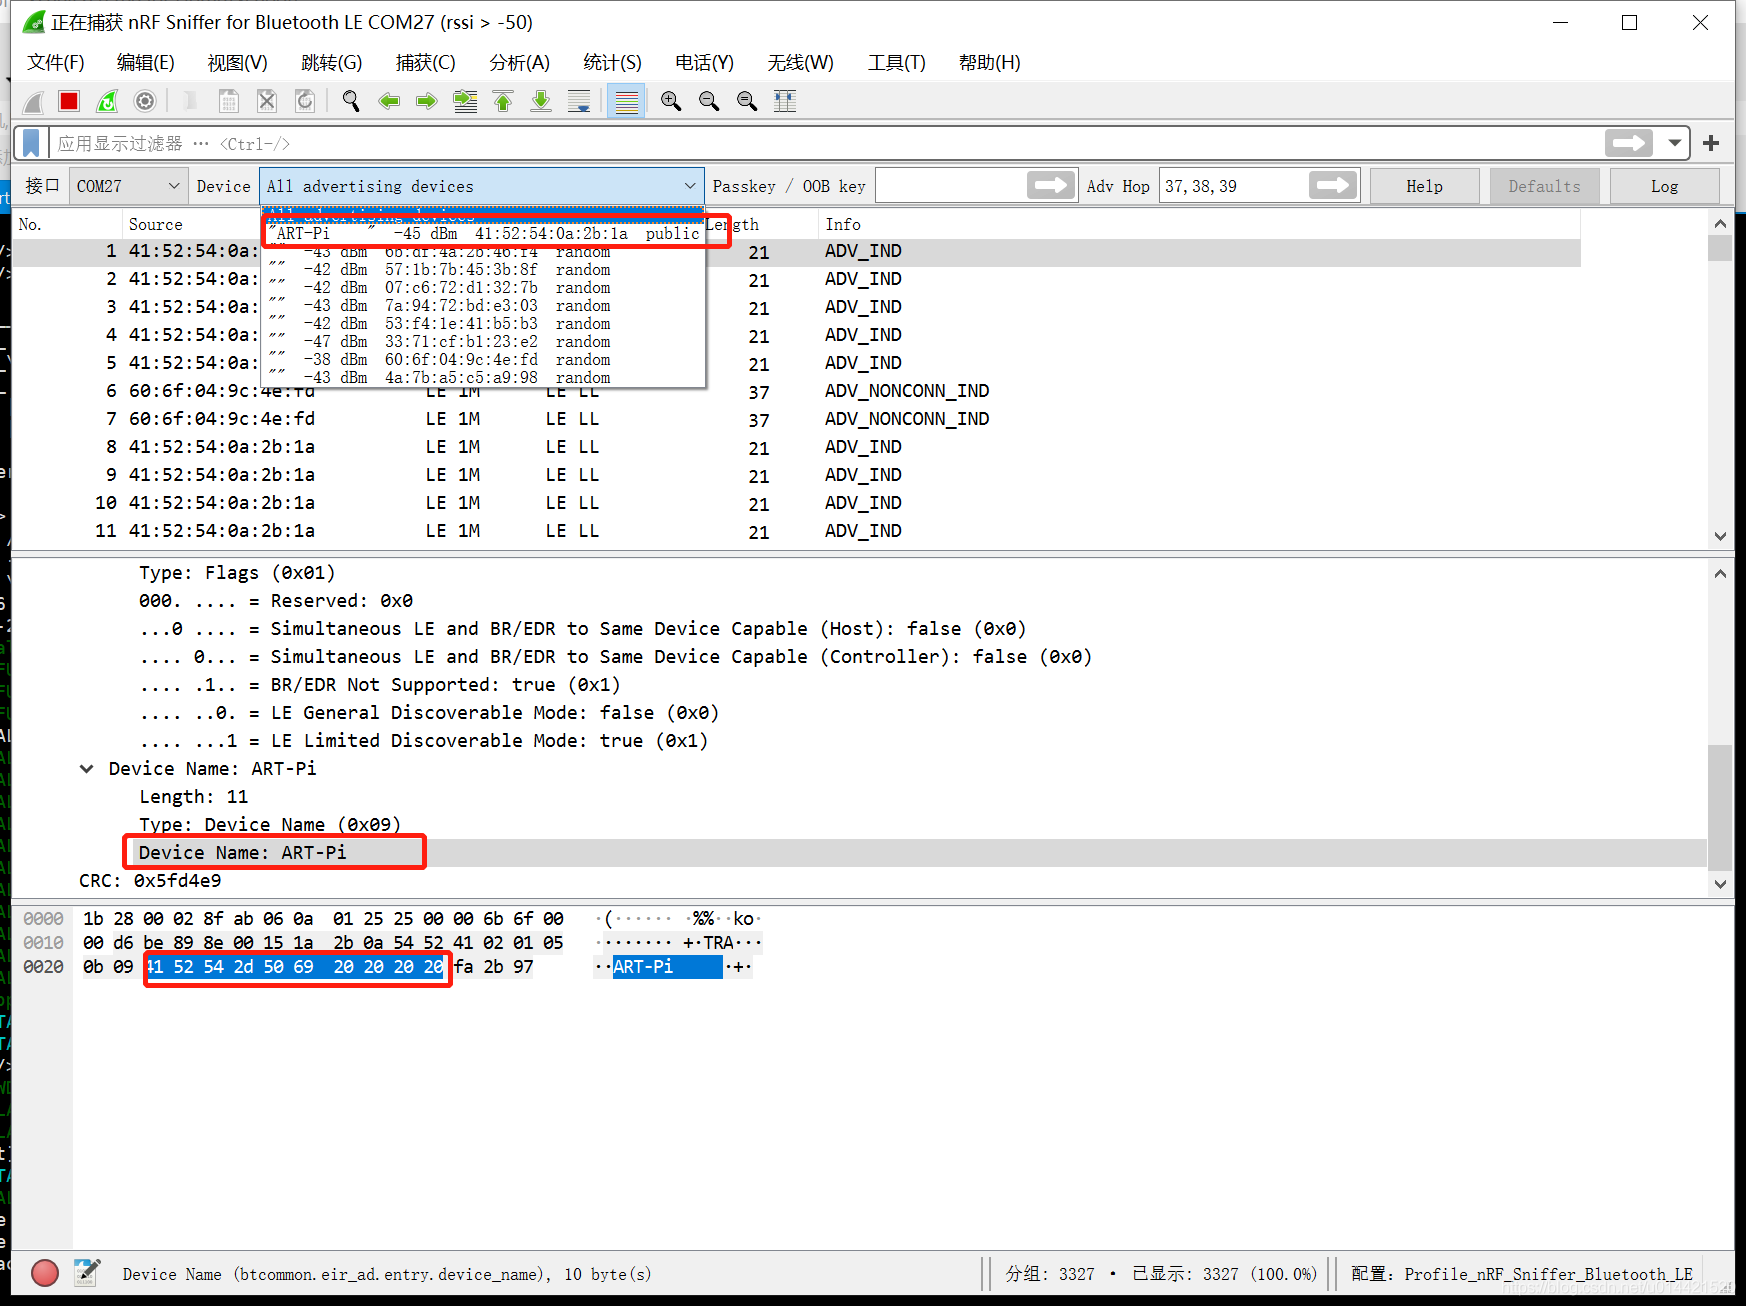 正在捕获 nRF Sniffer for Bluetooth LE COM27 (rssi > -50)
文件(F) 编辑(E) 视图(V) 跳转(G) 捕获(C) 分析(A) 统计(S) 电话(Y) 无线(W) 工具(T) 帮助(H)
应用显示过滤器 ··· <Ctrl-/>
接口 COM27 Device All advertising devices Passkey / OOB key Adv Hop 37,38,39 Help Defaults Log
No. Source Length Info
All advertising devices
"ART-Pi    " -45 dBm 41:52:54:0a:2b:1a public
"" -43 dBm 6b:df:4a:2b:46:f4 random
"" -42 dBm 57:1b:7b:45:3b:8f random
"" -42 dBm 07:c6:72:d1:32:7b random
"" -43 dBm 7a:94:72:bd:e3:03 random
"" -42 dBm 53:f4:1e:41:b5:b3 random
"" -47 dBm 33:71:cf:b1:23:e2 random
"" -38 dBm 60:6f:04:9c:4e:fd random
"" -43 dBm 4a:7b:a5:c5:a9:98 random
1 41:52:54:0a: 21 ADV_IND
2 41:52:54:0a: 21 ADV_IND
3 41:52:54:0a: 21 ADV_IND
4 41:52:54:0a: 21 ADV_IND
5 41:52:54:0a: 21 ADV_IND
6 60:6f:04:9c:4e:fd LE 1M LE LL 37 ADV_NONCONN_IND
7 60:6f:04:9c:4e:fd LE 1M LE LL 37 ADV_NONCONN_IND
8 41:52:54:0a:2b:1a LE 1M LE LL 21 ADV_IND
9 41:52:54:0a:2b:1a LE 1M LE LL 21 ADV_IND
10 41:52:54:0a:2b:1a LE 1M LE LL 21 ADV_IND
11 41:52:54:0a:2b:1a LE 1M LE LL 21 ADV_IND
Type: Flags (0x01)
000. .... = Reserved: 0x0
...0 .... = Simultaneous LE and BR/EDR to Same Device Capable (Host): false (0x0)
.... 0... = Simultaneous LE and BR/EDR to Same Device Capable (Controller): false (0x0)
.... .1.. = BR/EDR Not Supported: true (0x1)
.... ..0. = LE General Discoverable Mode: false (0x0)
.... ...1 = LE Limited Discoverable Mode: true (0x1)
Device Name: ART-Pi
Length: 11
Type: Device Name (0x09)
Device Name: ART-Pi
CRC: 0x5fd4e9
0000 1b 28 00 02 8f ab 06 0a 01 25 25 00 00 6b 6f 00 ·(······ ·%%··ko·
0010 00 d6 be 89 8e 00 15 1a 2b 0a 54 52 41 02 01 05 ········ +·TRA···
0020 0b 09 41 52 54 2d 50 69 20 20 20 20 fa 2b 97 ··ART-Pi     ·+·
Device Name (btcommon.eir_ad.entry.device_name), 10 byte(s) 分组: 3327 · 已显示: 3327 (100.0%) 配置: Profile_nRF_Sniffer_Bluetooth_LE